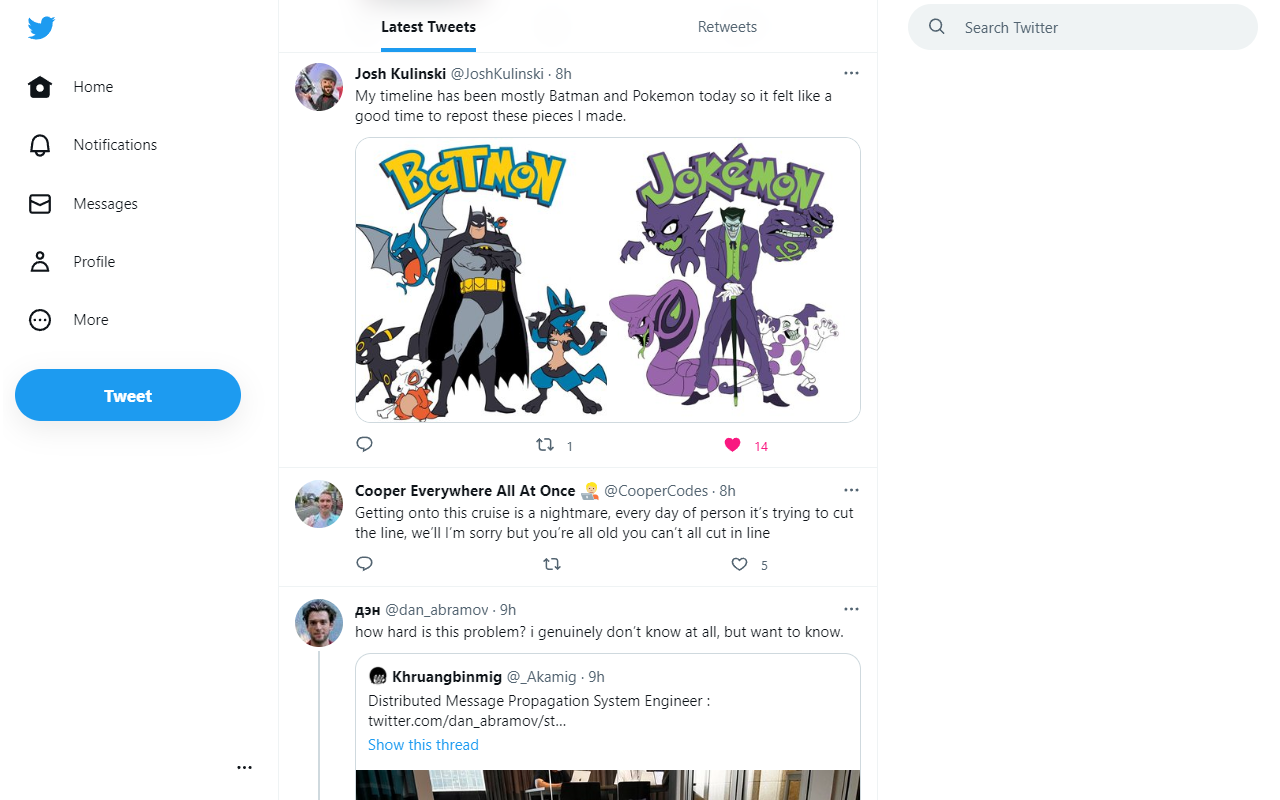 Latest Tweets
Retweets
Search Twitter
Home
Notifications
Messages
Profile
More
Tweet
Josh Kulinski @JoshKulinski · 8h
My timeline has been mostly Batman and Pokemon today so it felt like a
good time to repost these pieces I made.
BaTMON
JoKéMON
1
14
Cooper Everywhere All At Once 🧑🏼‍💻 @CooperCodes · 8h
Getting onto this cruise is a nightmare, every day of person it’s trying to cut
the line, we’ll I’m sorry but you’re all old you can’t all cut in line
5
дэн @dan_abramov · 9h
how hard is this problem? i genuinely don’t know at all, but want to know.
Khruangbinmig @_Akamig · 9h
Distributed Message Propagation System Engineer :
twitter.com/dan_abramov/st…
Show this thread